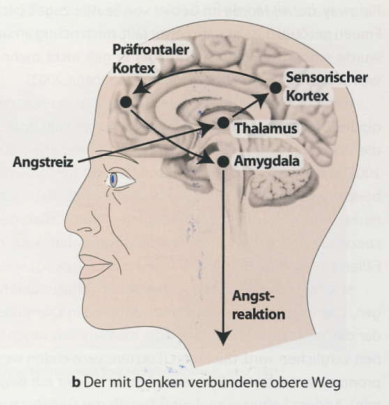 Präfrontaler
Kortex
Sensorischer
Kortex
Thalamus
Angstreiz
Amygdala
Angst-
reaktion
b Der mit Denken verbundene obere Weg